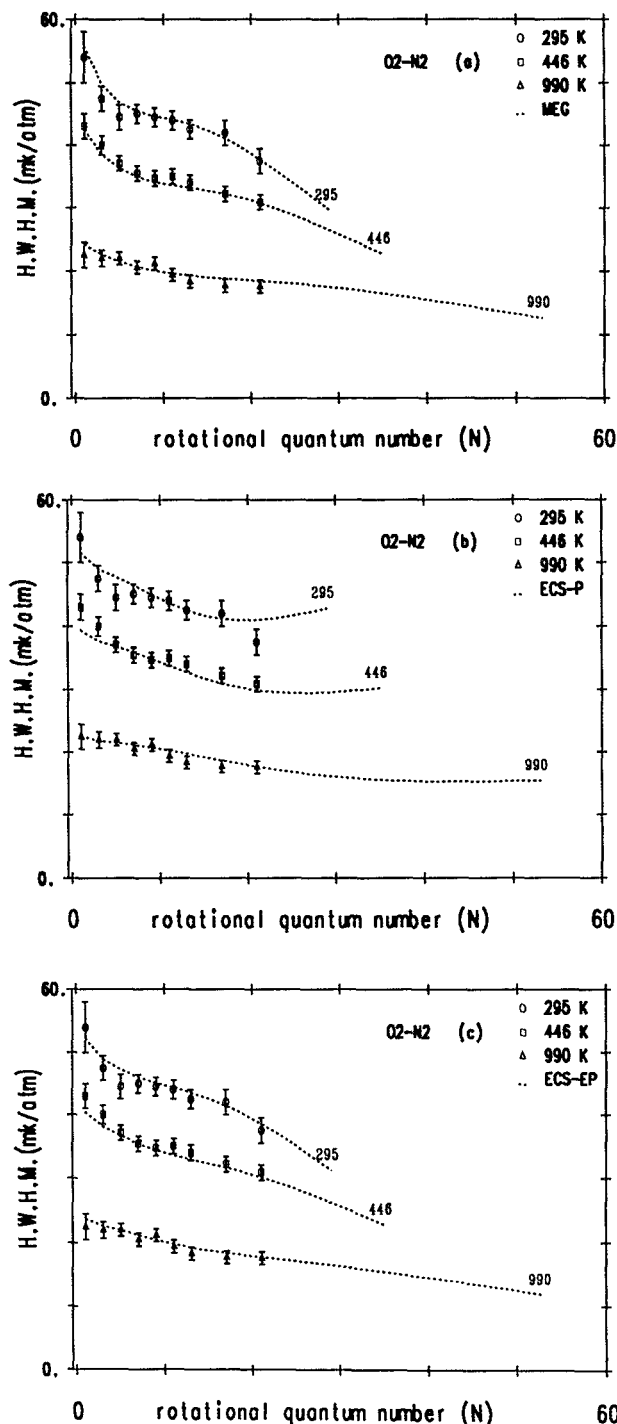 60.
O2-N2 (a)
295 K
446 K
990 K
.. MEG
H.W.H.M.(mk/atm)
295
446
990
0.
0 60
rotational quantum number (N)
60.
O2-N2 (b)
295 K
446 K
990 K
.. ECS-P
H.W.H.M.(mk/atm)
295
446
990
0.
0 60
rotational quantum number (N)
60.
O2-N2 (c)
295 K
446 K
990 K
.. ECS-EP
H.W.H.M.(mk/atm)
295
446
990
0.
0 60
rotational quantum number (N)